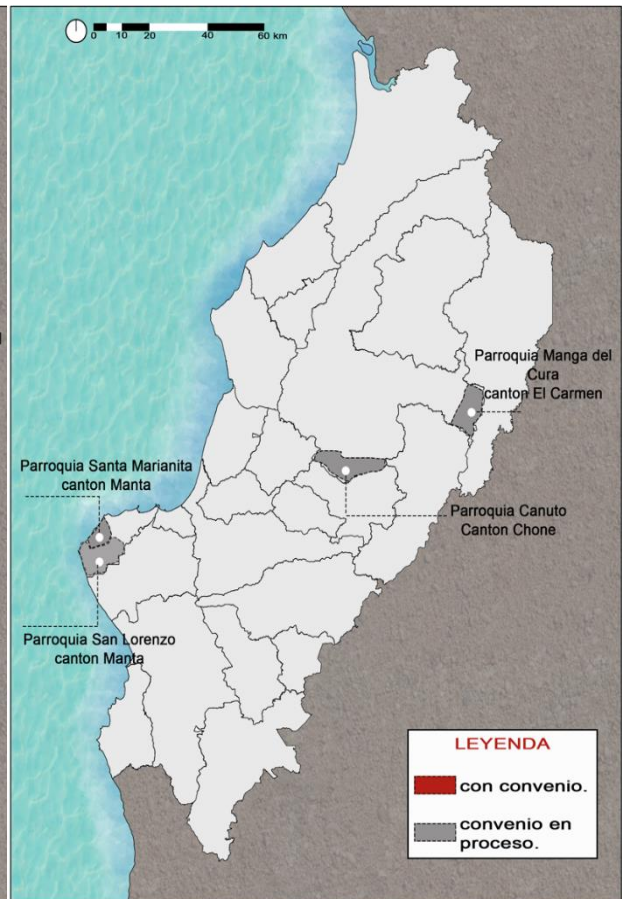 0 10 20 40 60 km
Parroquia Manga del
Cura
canton El Carmen
Parroquia Santa Marianita
canton Manta
Parroquia Canuto
Canton Chone
Parroquia San Lorenzo
canton Manta
LEYENDA
con convenio.
convenio en
proceso.